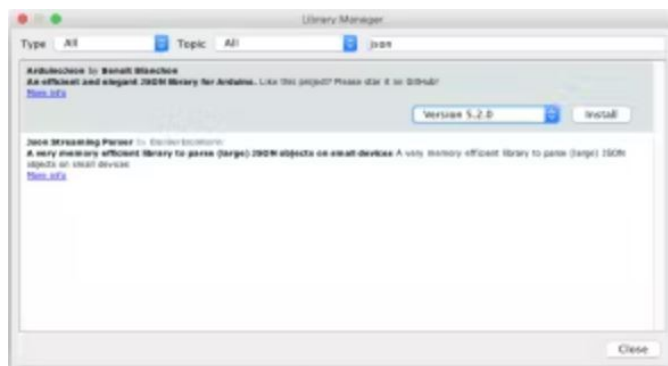 Library Manager
Type All Topic All json
ArduinoJson by Benoit Blanchon
An efficient and elegant JSON library for Arduino. Like this project? Please star it on GitHub!
More info
Version 5.2.0 Install
Json Streaming Parser by
A very memory efficient library to parse (large) JSON objects on small devices A very memory efficient library to parse (large) JSON
objects on small devices
More info
Close